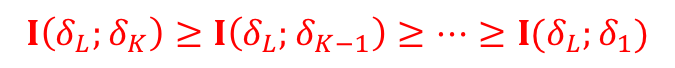 𝐈(δ_L; δ_K) ≥ 𝐈(δ_L; δ_{K−1}) ≥ ⋯ ≥ 𝐈(δ_L; δ_1)